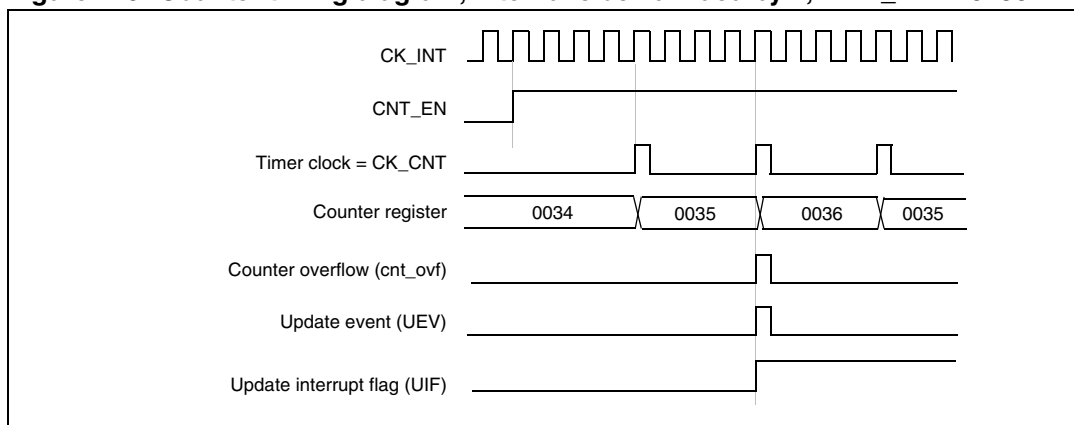 CK_INT
CNT_EN
Timer clock = CK_CNT
Counter register
0034 0035 0036 0035
Counter overflow (cnt_ovf)
Update event (UEV)
Update interrupt flag (UIF)